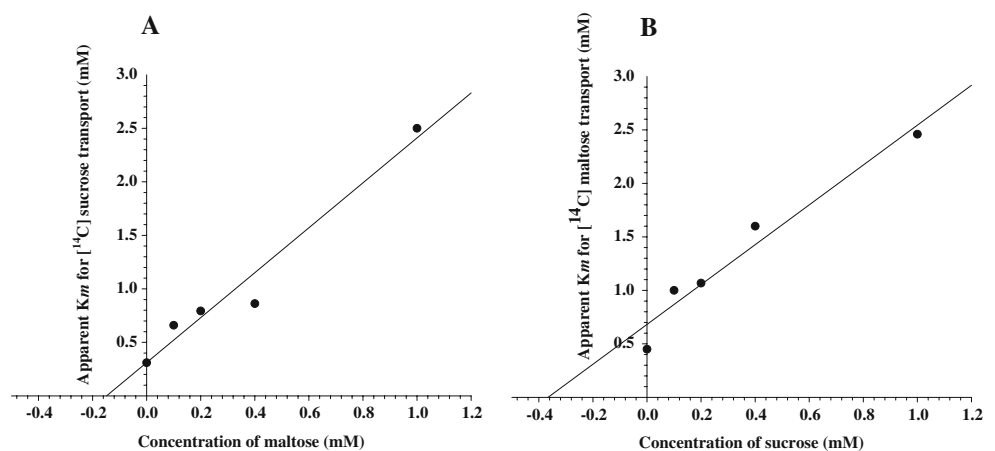 A
Apparent Km for [14C] sucrose transport (mM)
3.0
2.5
2.0
1.5
1.0
0.5
-0.4 -0.2 0.0 0.2 0.4 0.6 0.8 1.0 1.2
Concentration of maltose (mM)
B
Apparent Km for [14C] maltose transport (mM)
3.0
2.5
2.0
1.5
1.0
0.5
-0.4 -0.2 0.0 0.2 0.4 0.6 0.8 1.0 1.2
Concentration of sucrose (mM)